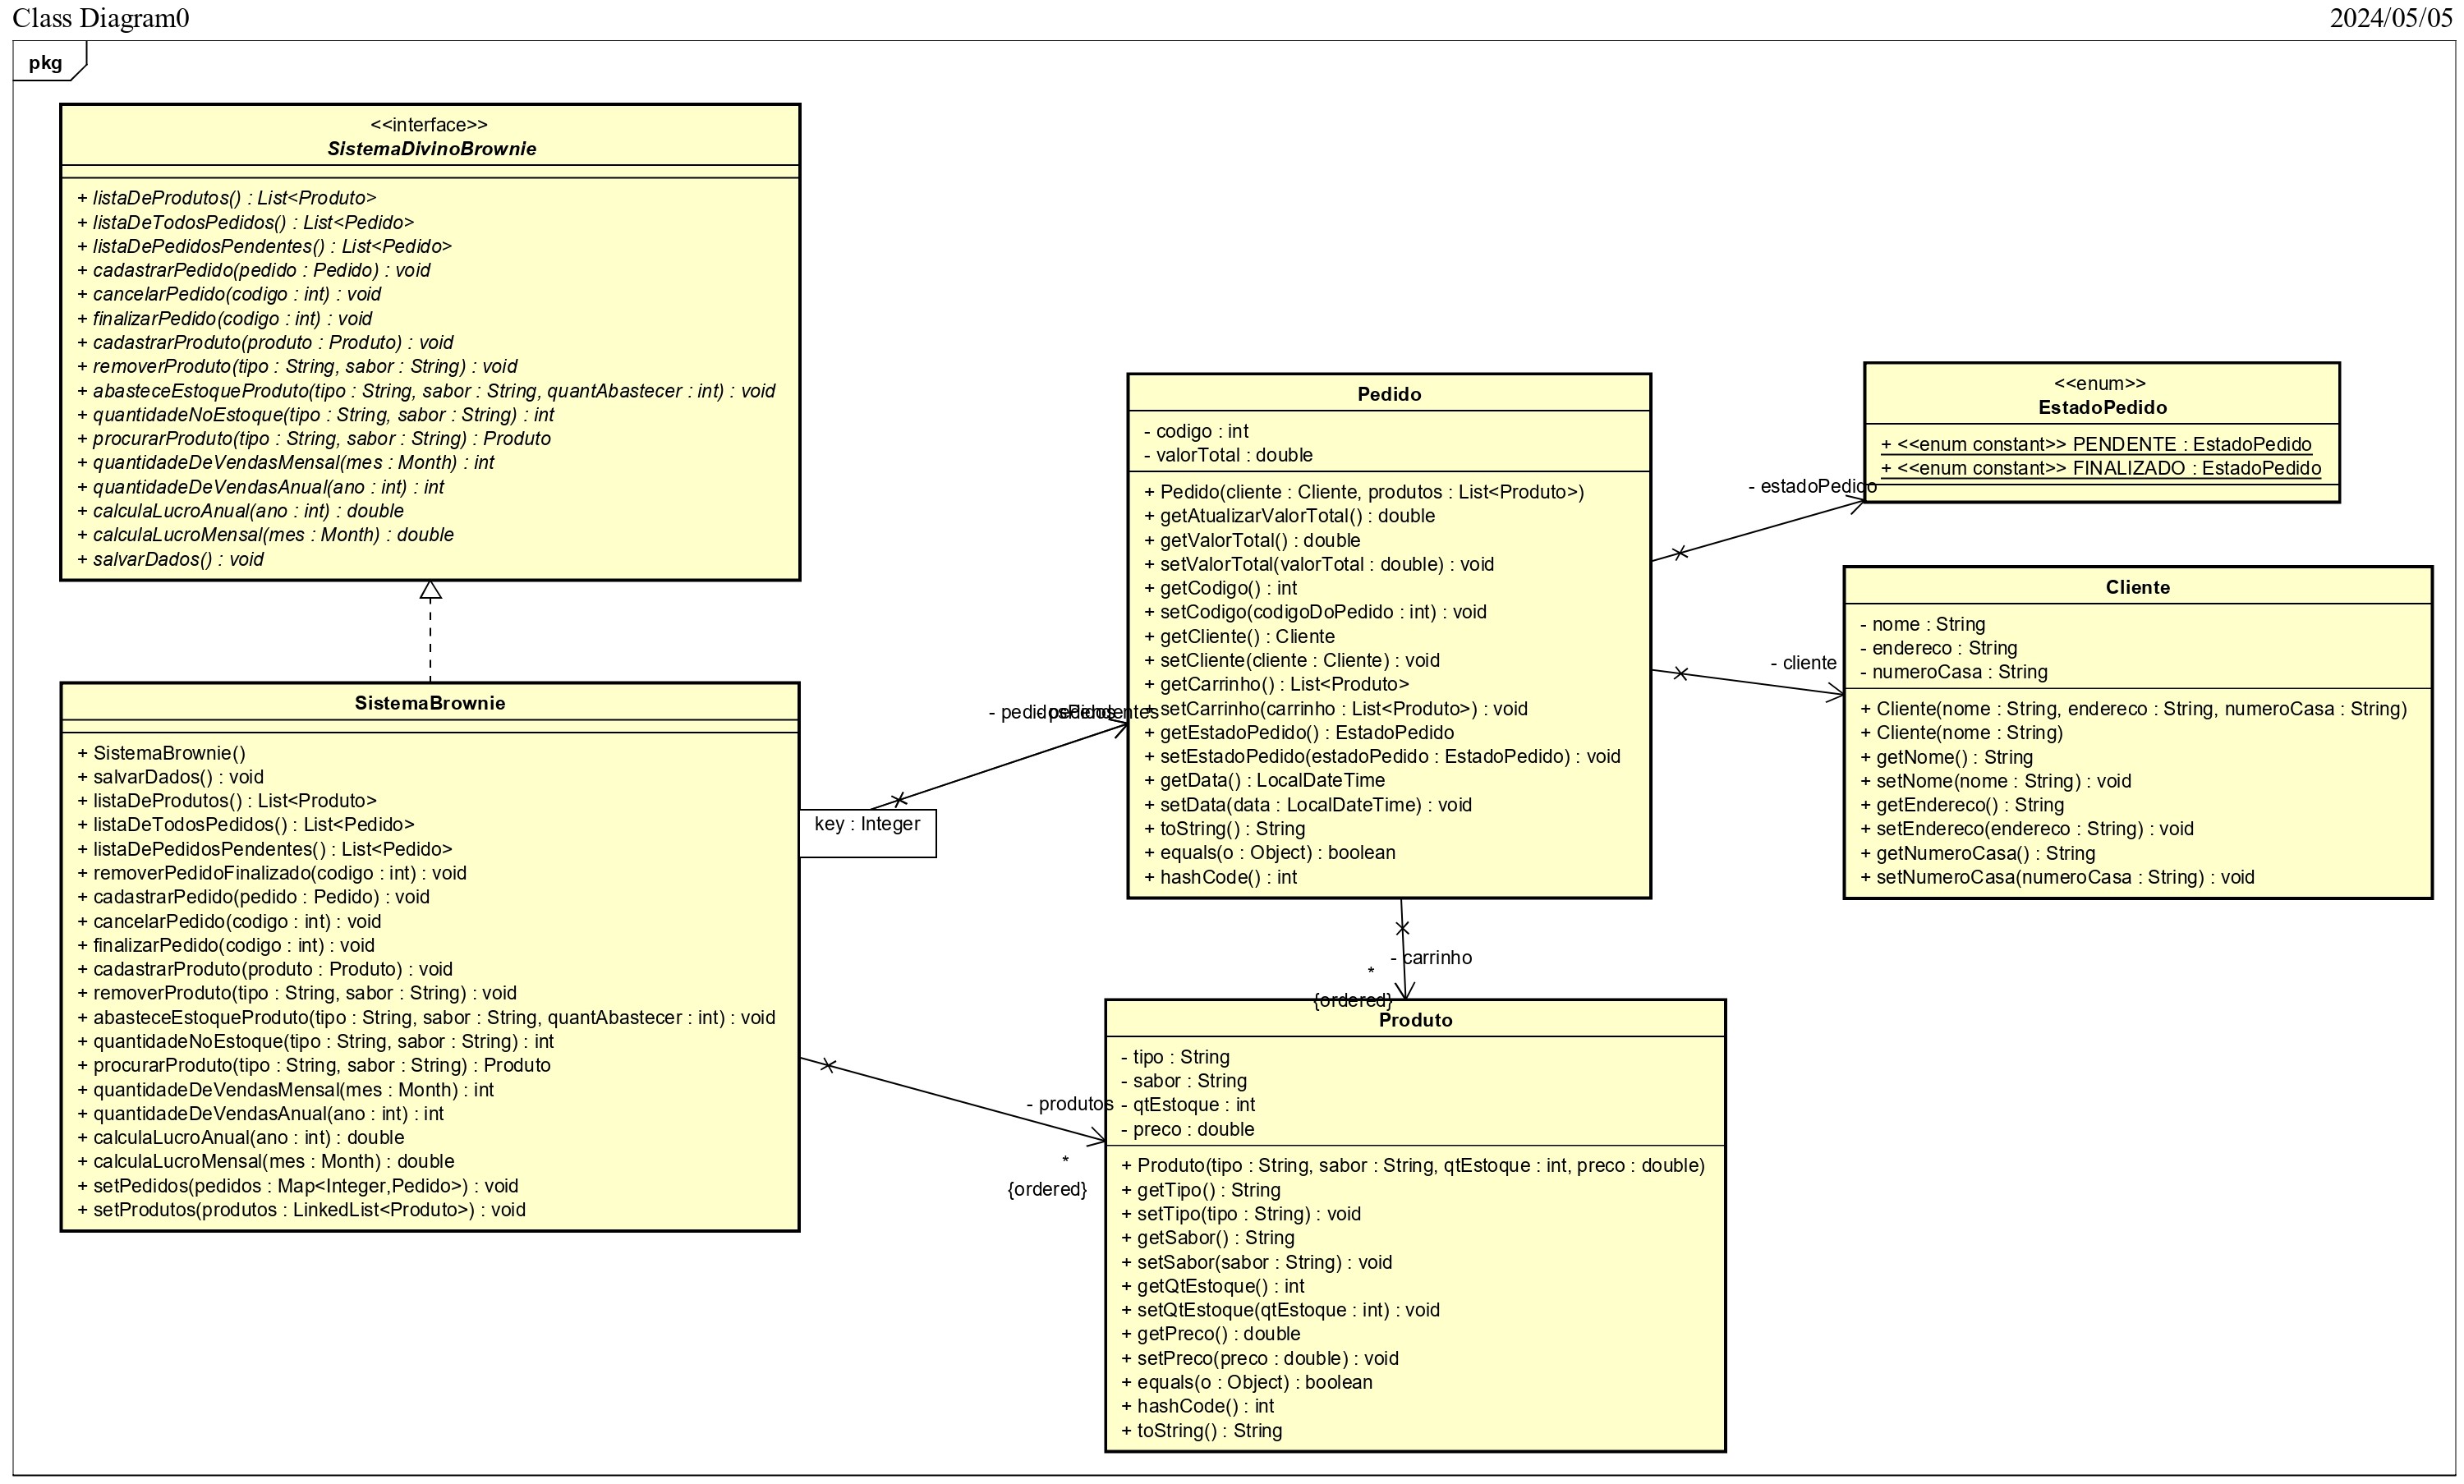 Class Diagram0
2024/05/05
pkg
<<interface>>
SistemaDivinoBrownie
+ listaDeProdutos() : List<Produto>
+ listaDeTodosPedidos() : List<Pedido>
+ listaDePedidosPendentes() : List<Pedido>
+ cadastrarPedido(pedido : Pedido) : void
+ cancelarPedido(codigo : int) : void
+ finalizarPedido(codigo : int) : void
+ cadastrarProduto(produto : Produto) : void
+ removerProduto(tipo : String, sabor : String) : void
+ abasteceEstoqueProduto(tipo : String, sabor : String, quantAbastecer : int) : void
+ quantidadeNoEstoque(tipo : String, sabor : String) : int
+ procurarProduto(tipo : String, sabor : String) : Produto
+ quantidadeDeVendasMensal(mes : Month) : int
+ quantidadeDeVendasAnual(ano : int) : int
+ calculaLucroAnual(ano : int) : double
+ calculaLucroMensal(mes : Month) : double
+ salvarDados() : void
SistemaBrownie
+ SistemaBrownie()
+ salvarDados() : void
+ listaDeProdutos() : List<Produto>
+ listaDeTodosPedidos() : List<Pedido>
+ listaDePedidosPendentes() : List<Pedido>
+ removerPedidoFinalizado(codigo : int) : void
+ cadastrarPedido(pedido : Pedido) : void
+ cancelarPedido(codigo : int) : void
+ finalizarPedido(codigo : int) : void
+ cadastrarProduto(produto : Produto) : void
+ removerProduto(tipo : String, sabor : String) : void
+ abasteceEstoqueProduto(tipo : String, sabor : String, quantAbastecer : int) : void
+ quantidadeNoEstoque(tipo : String, sabor : String) : int
+ procurarProduto(tipo : String, sabor : String) : Produto
+ quantidadeDeVendasMensal(mes : Month) : int
+ quantidadeDeVendasAnual(ano : int) : int
+ calculaLucroAnual(ano : int) : double
+ calculaLucroMensal(mes : Month) : double
+ setPedidos(pedidos : Map<Integer,Pedido>) : void
+ setProdutos(produtos : LinkedList<Produto>) : void
key : Integer
- pedidosPendentes
- pedidos
- produtos
*
{ordered}
Pedido
- codigo : int
- valorTotal : double
+ Pedido(cliente : Cliente, produtos : List<Produto>)
+ getAtualizarValorTotal() : double
+ getValorTotal() : double
+ setValorTotal(valorTotal : double) : void
+ getCodigo() : int
+ setCodigo(codigoDoPedido : int) : void
+ getCliente() : Cliente
+ setCliente(cliente : Cliente) : void
+ getCarrinho() : List<Produto>
+ setCarrinho(carrinho : List<Produto>) : void
+ getEstadoPedido() : EstadoPedido
+ setEstadoPedido(estadoPedido : EstadoPedido) : void
+ getData() : LocalDateTime
+ setData(data : LocalDateTime) : void
+ toString() : String
+ equals(o : Object) : boolean
+ hashCode() : int
- estadoPedido
- cliente
- carrinho
*
{ordered}
<<enum>>
EstadoPedido
+ <<enum constant>> PENDENTE : EstadoPedido
+ <<enum constant>> FINALIZADO : EstadoPedido
Cliente
- nome : String
- endereco : String
- numeroCasa : String
+ Cliente(nome : String, endereco : String, numeroCasa : String)
+ Cliente(nome : String)
+ getNome() : String
+ setNome(nome : String) : void
+ getEndereco() : String
+ setEndereco(endereco : String) : void
+ getNumeroCasa() : String
+ setNumeroCasa(numeroCasa : String) : void
Produto
- tipo : String
- sabor : String
- qtEstoque : int
- preco : double
+ Produto(tipo : String, sabor : String, qtEstoque : int, preco : double)
+ getTipo() : String
+ setTipo(tipo : String) : void
+ getSabor() : String
+ setSabor(sabor : String) : void
+ getQtEstoque() : int
+ setQtEstoque(qtEstoque : int) : void
+ getPreco() : double
+ setPreco(preco : double) : void
+ equals(o : Object) : boolean
+ hashCode() : int
+ toString() : String